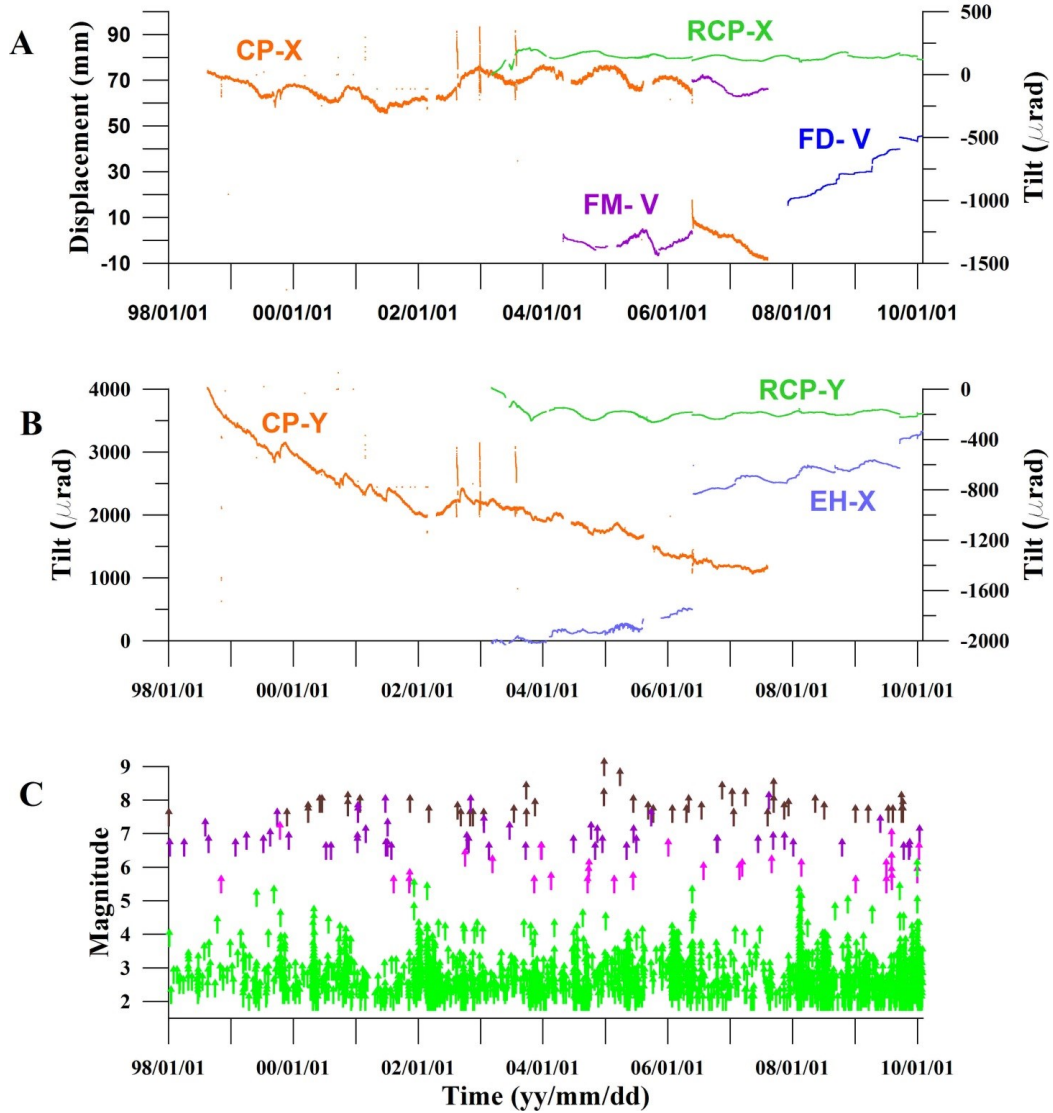 A
Displacement (mm)
90
70
50
30
10
-10
CP-X
RCP-X
FM- V
FD- V
500
0
-500
-1000
-1500
Tilt (μrad)
98/01/01 00/01/01 02/01/01 04/01/01 06/01/01 08/01/01 10/01/01
B
Tilt (μrad)
4000
3000
2000
1000
0
CP-Y
RCP-Y
EH-X
0
-400
-800
-1200
-1600
-2000
Tilt (μrad)
98/01/01 00/01/01 02/01/01 04/01/01 06/01/01 08/01/01 10/01/01
C
Magnitude
9
8
7
6
5
4
3
2
98/01/01 00/01/01 02/01/01 04/01/01 06/01/01 08/01/01 10/01/01
Time (yy/mm/dd)